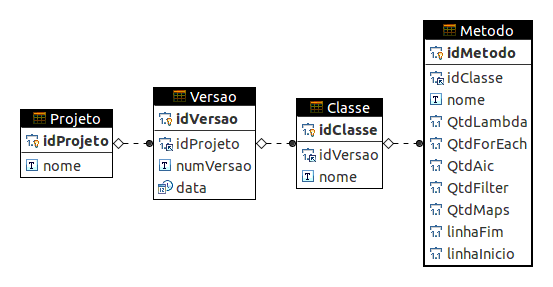 Projeto
idProjeto
nome
Versao
idVersao
idProjeto
numVersao
data
Classe
idClasse
idVersao
nome
Metodo
idMetodo
idClasse
nome
QtdLambda
QtdForEach
QtdAic
QtdFilter
QtdMaps
linhaFim
linhaInicio